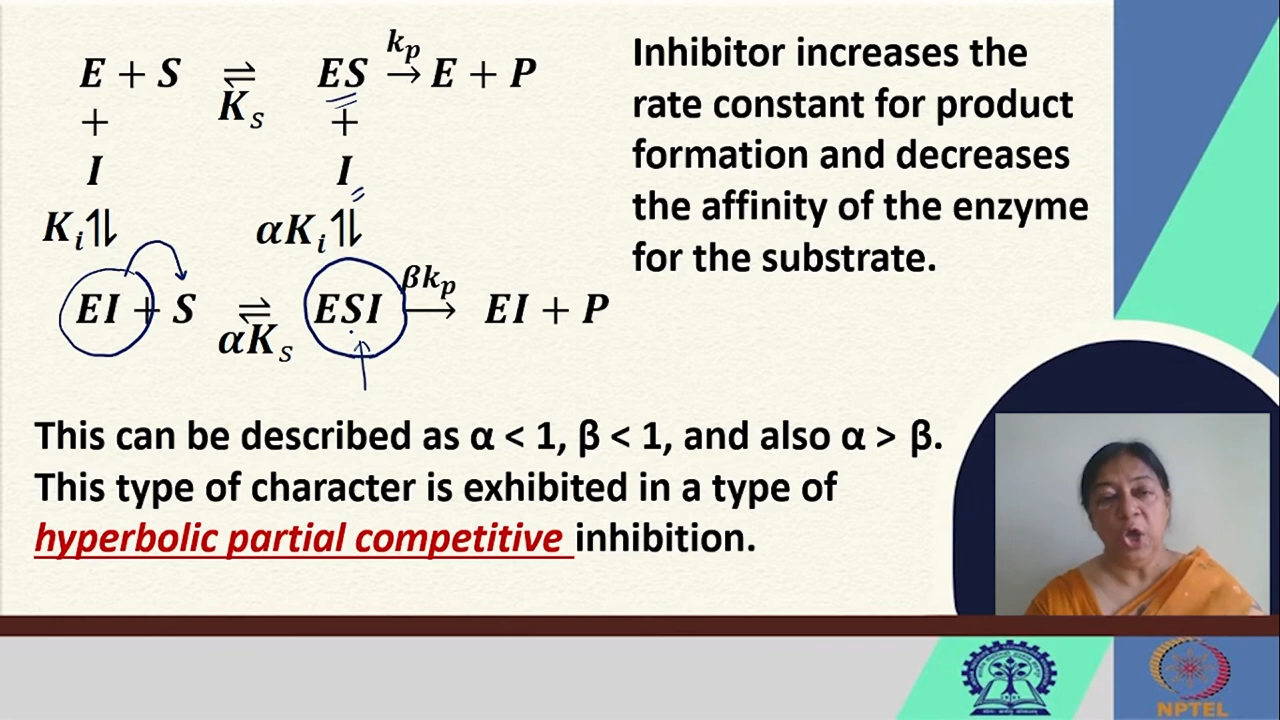 E + S ⇌ ES →ᵏᵖ E + P
Kₛ
+ +
I I
Kᵢ⇅ αKᵢ⇅
EI + S ⇌ ESI → EI + P
αKₛ βkₚ
Inhibitor increases the
rate constant for product
formation and decreases
the affinity of the enzyme
for the substrate.
This can be described as α < 1, β < 1, and also α > β.
This type of character is exhibited in a type of
hyperbolic partial competitive inhibition.
NPTEL